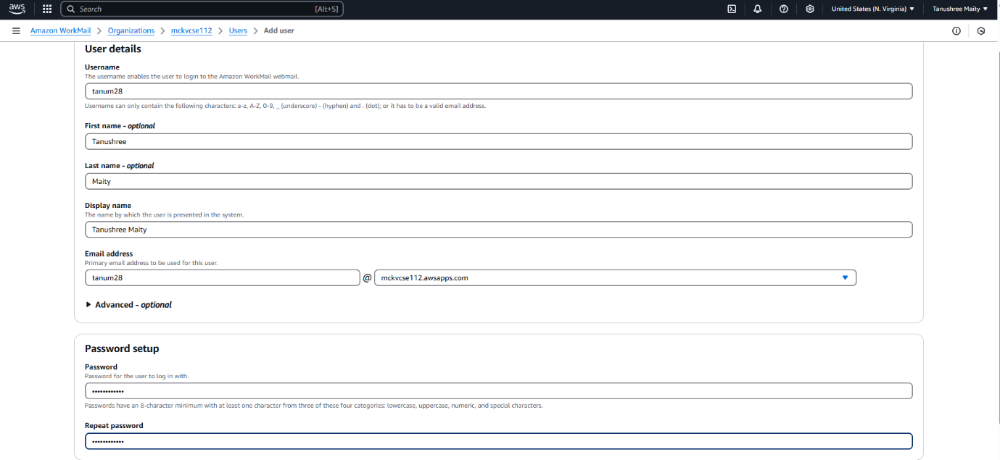 aws
Search
[Alt+S]
United States (N. Virginia)
Tanushree Maity
Amazon WorkMail
Organizations
mckvcse112
Users
Add user
User details
Username
The username enables the user to login to the Amazon WorkMail webmail.
tanum28
Username can only contain the following characters: a-z, A-Z, 0-9, _ (underscore) - (hyphen) and . (dot); or it has to be a valid email address.
First name - optional
Tanushree
Last name - optional
Maity
Display name
The name by which the user is presented in the system.
Tanushree Maity
Email address
Primary email address to be used for this user.
tanum28 @ mckvcse112.awsapps.com
Advanced - optional
Password setup
Password
Password for the user to log in with.
••••••••••••
Passwords have an 8-character minimum with at least one character from three of these four categories: lowercase, uppercase, numeric, and special characters.
Repeat password
••••••••••••